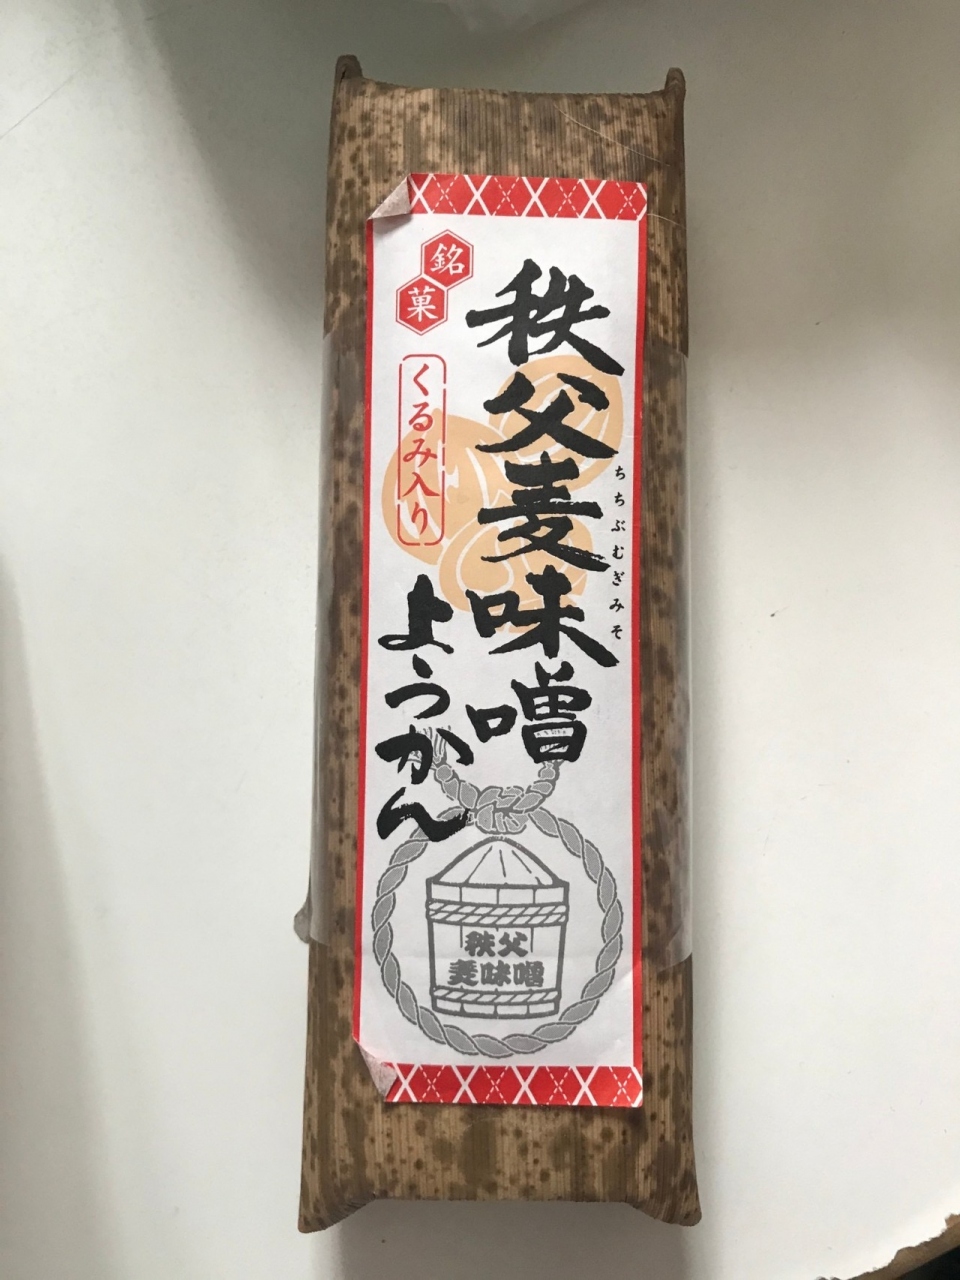 秩父麦味噌
ちちぶむぎみそ
ようかん
銘菓
くるみ入り
秩父
麦味噌